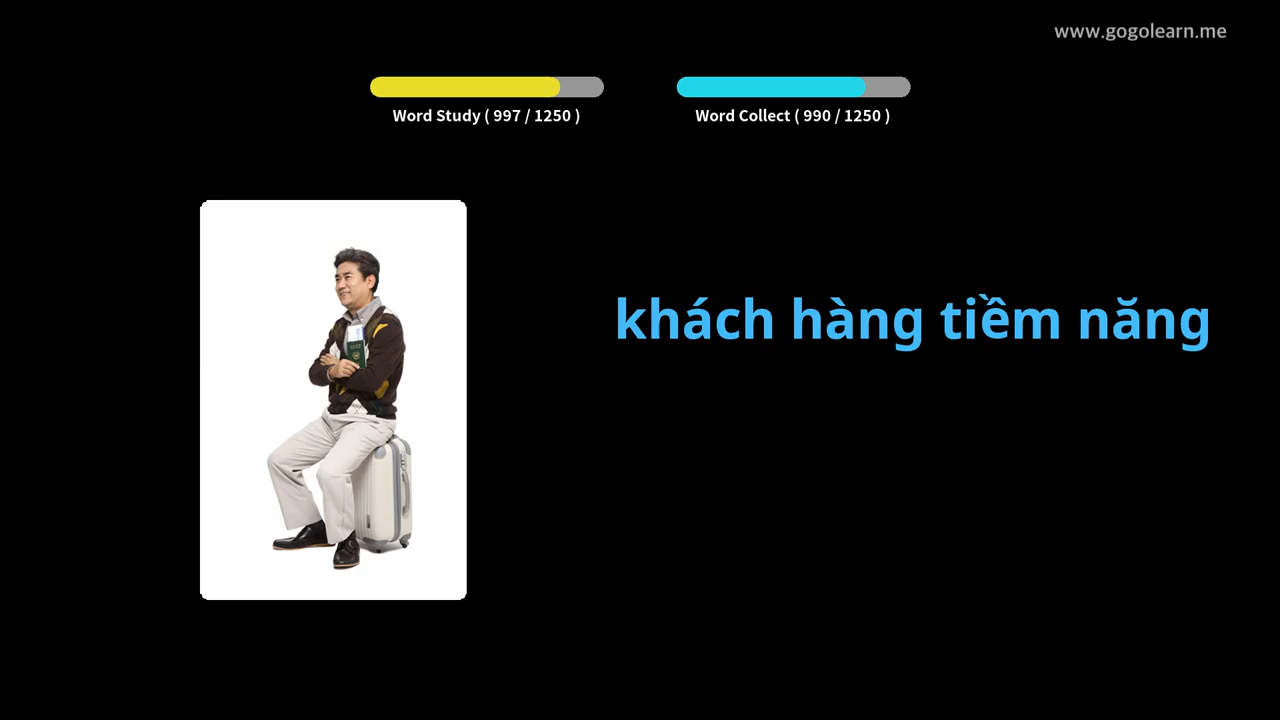 www.gogolearn.me
Word Study ( 997 / 1250 )
Word Collect ( 990 / 1250 )
khách hàng tiềm năng